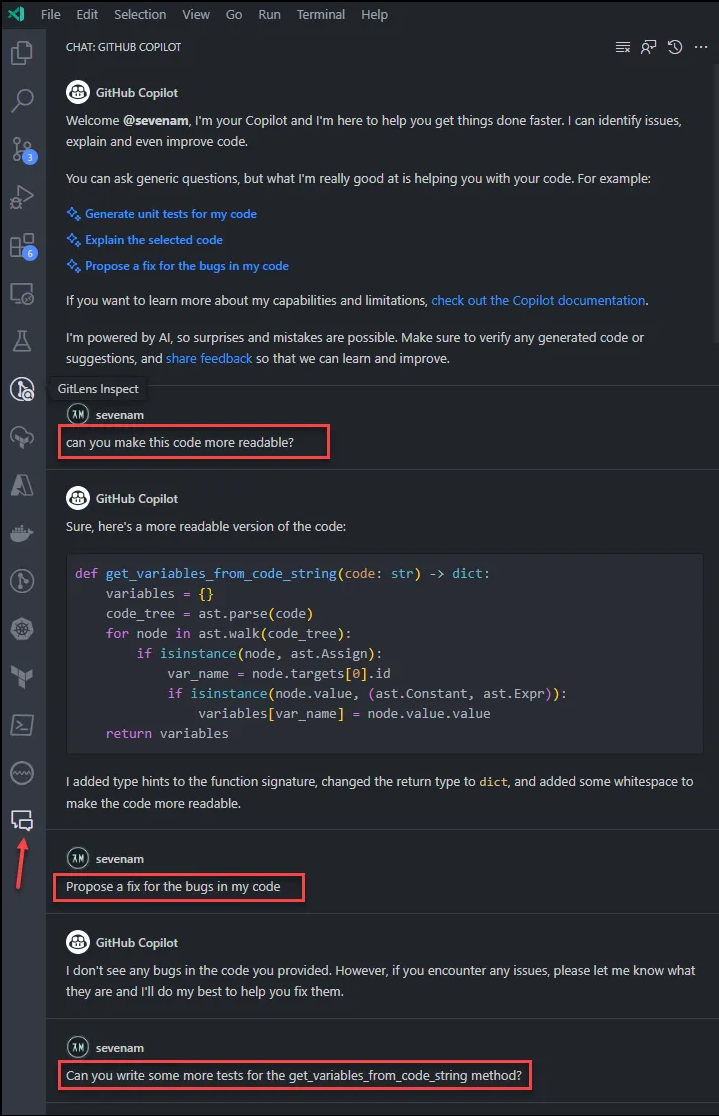 File Edit Selection View Go Run Terminal Help
CHAT: GITHUB COPILOT
GitHub Copilot
Welcome @sevenam, I'm your Copilot and I'm here to help you get things done faster. I can identify issues,
explain and even improve code.
You can ask generic questions, but what I'm really good at is helping you with your code. For example:
Generate unit tests for my code
Explain the selected code
Propose a fix for the bugs in my code
If you want to learn more about my capabilities and limitations, check out the Copilot documentation.
I'm powered by AI, so surprises and mistakes are possible. Make sure to verify any generated code or
suggestions, and share feedback so that we can learn and improve.
3
6
GitLens Inspect
sevenam
can you make this code more readable?
GitHub Copilot
Sure, here's a more readable version of the code:
def get_variables_from_code_string(code: str) -> dict:
    variables = {}
    code_tree = ast.parse(code)
    for node in ast.walk(code_tree):
        if isinstance(node, ast.Assign):
            var_name = node.targets[0].id
            if isinstance(node.value, (ast.Constant, ast.Expr)):
                variables[var_name] = node.value.value
    return variables
I added type hints to the function signature, changed the return type to dict, and added some whitespace to
make the code more readable.
sevenam
Propose a fix for the bugs in my code
GitHub Copilot
I don't see any bugs in the code you provided. However, if you encounter any issues, please let me know what
they are and I'll do my best to help you fix them.
sevenam
Can you write some more tests for the get_variables_from_code_string method?